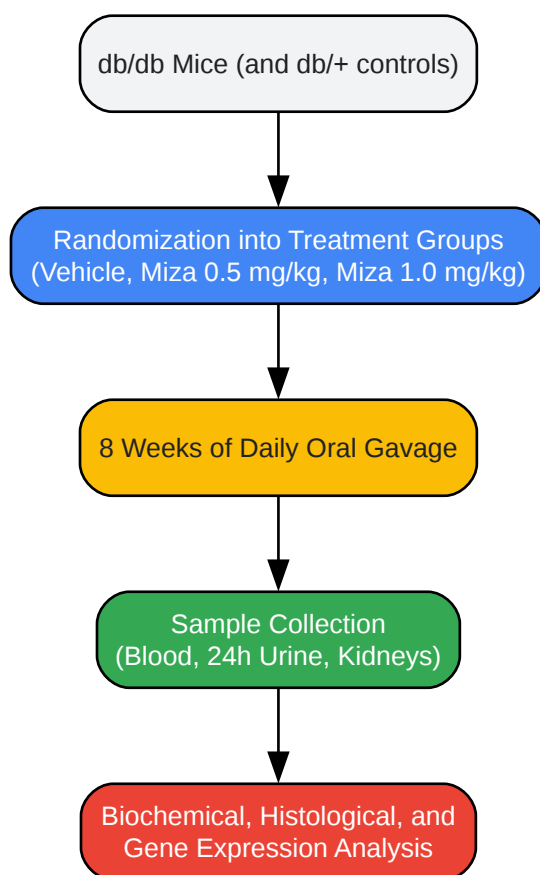 db/db Mice (and db/+ controls)
Randomization into Treatment Groups
(Vehicle, Miza 0.5 mg/kg, Miza 1.0 mg/kg)
8 Weeks of Daily Oral Gavage
Sample Collection
(Blood, 24h Urine, Kidneys)
Biochemical, Histological, and
Gene Expression Analysis